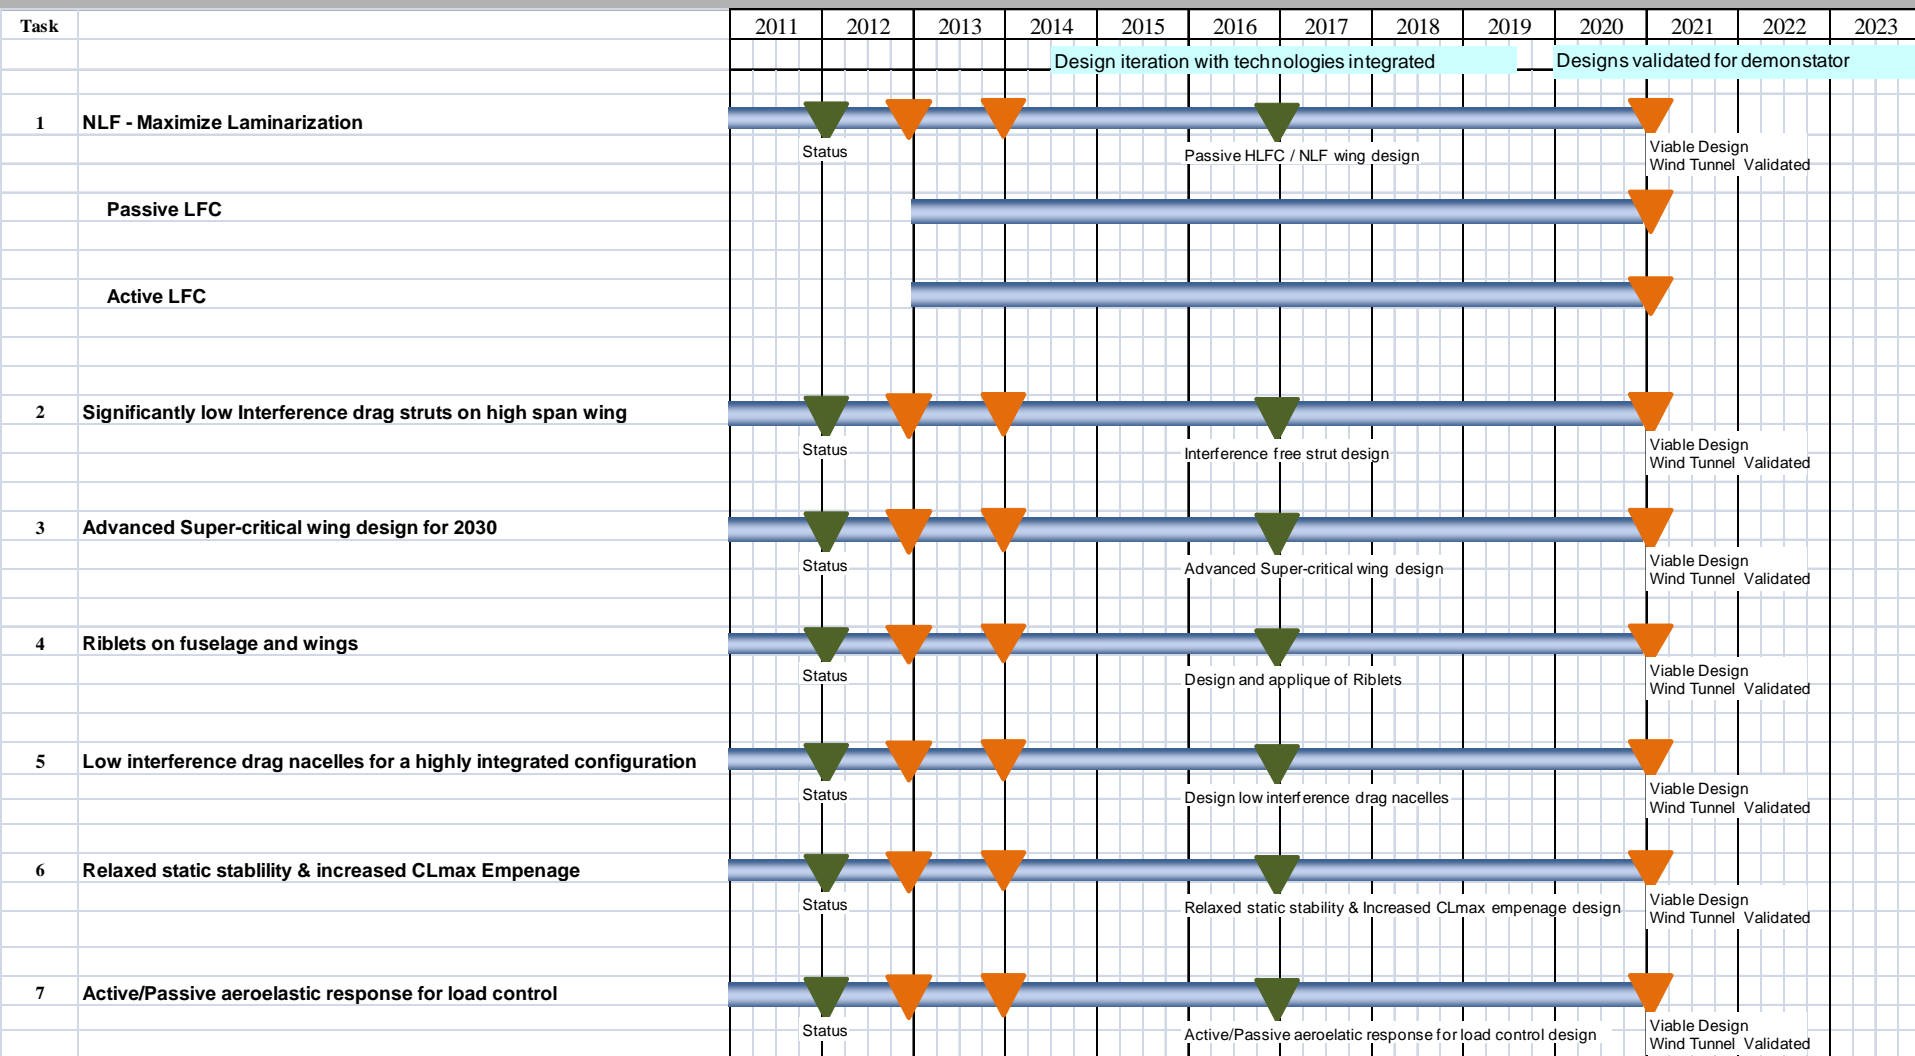 Task 2011 2012 2013 2014 2015 2016 2017 2018 2019 2020 2021 2022 2023
Design iteration with technologies integrated Designs validated for demonstator
1 NLF - Maximize Laminarization
Status Passive HLFC / NLF wing design Viable Design
Wind Tunnel Validated
Passive LFC
Active LFC
2 Significantly low Interference drag struts on high span wing
Status Interference free strut design Viable Design
Wind Tunnel Validated
3 Advanced Super-critical wing design for 2030
Status Advanced Super-critical wing design Viable Design
Wind Tunnel Validated
4 Riblets on fuselage and wings
Status Design and applique of Riblets Viable Design
Wind Tunnel Validated
5 Low interference drag nacelles for a highly integrated configuration
Status Design low interference drag nacelles Viable Design
Wind Tunnel Validated
6 Relaxed static stablility & increased CLmax Empenage
Status Relaxed static stability & Increased CLmax empenage design Viable Design
Wind Tunnel Validated
7 Active/Passive aeroelastic response for load control
Status Active/Passive aeroelatic response for load control design Viable Design
Wind Tunnel Validated